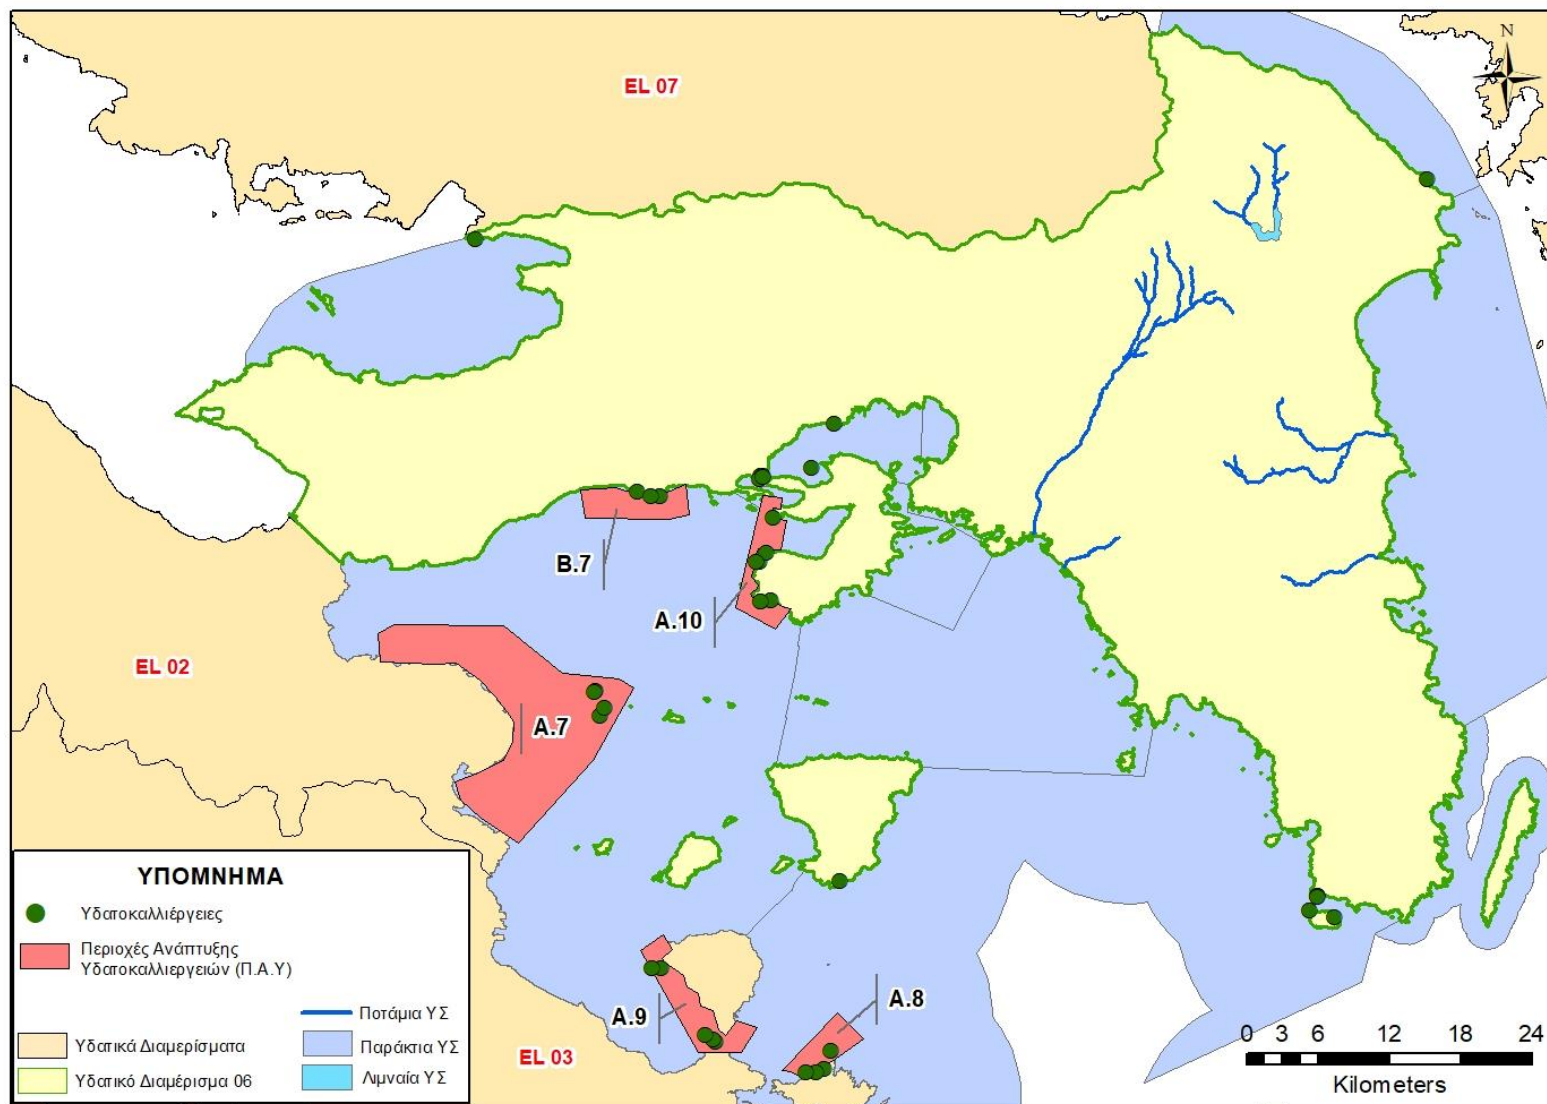 EL 07
N
B.7
A.10
EL 02
A.7
ΥΠΟΜΝΗΜΑ
Υδατοκαλλιέργειες
Περιοχές Ανάπτυξης
Υδατοκαλλιεργειών (Π.Α.Υ)
Ποτάμια ΥΣ
Υδατικά Διαμερίσματα
Παράκτια ΥΣ
Υδατικό Διαμέρισμα 06
Λιμναία ΥΣ
A.9
A.8
EL 03
0 3 6 12 18 24
Kilometers